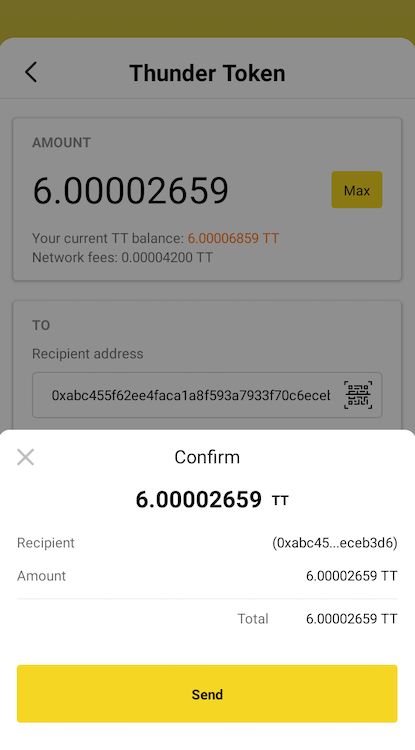 Thunder Token
AMOUNT
6.00002659
Max
Your current TT balance: 6.00006859 TT
Network fees: 0.00004200 TT
TO
Recipient address
0xabc455f62ee4faca1a8f593a7933f70c6eceb
Confirm
6.00002659 TT
Recipient (0xabc45...eceb3d6)
Amount 6.00002659 TT
Total 6.00002659 TT
Send